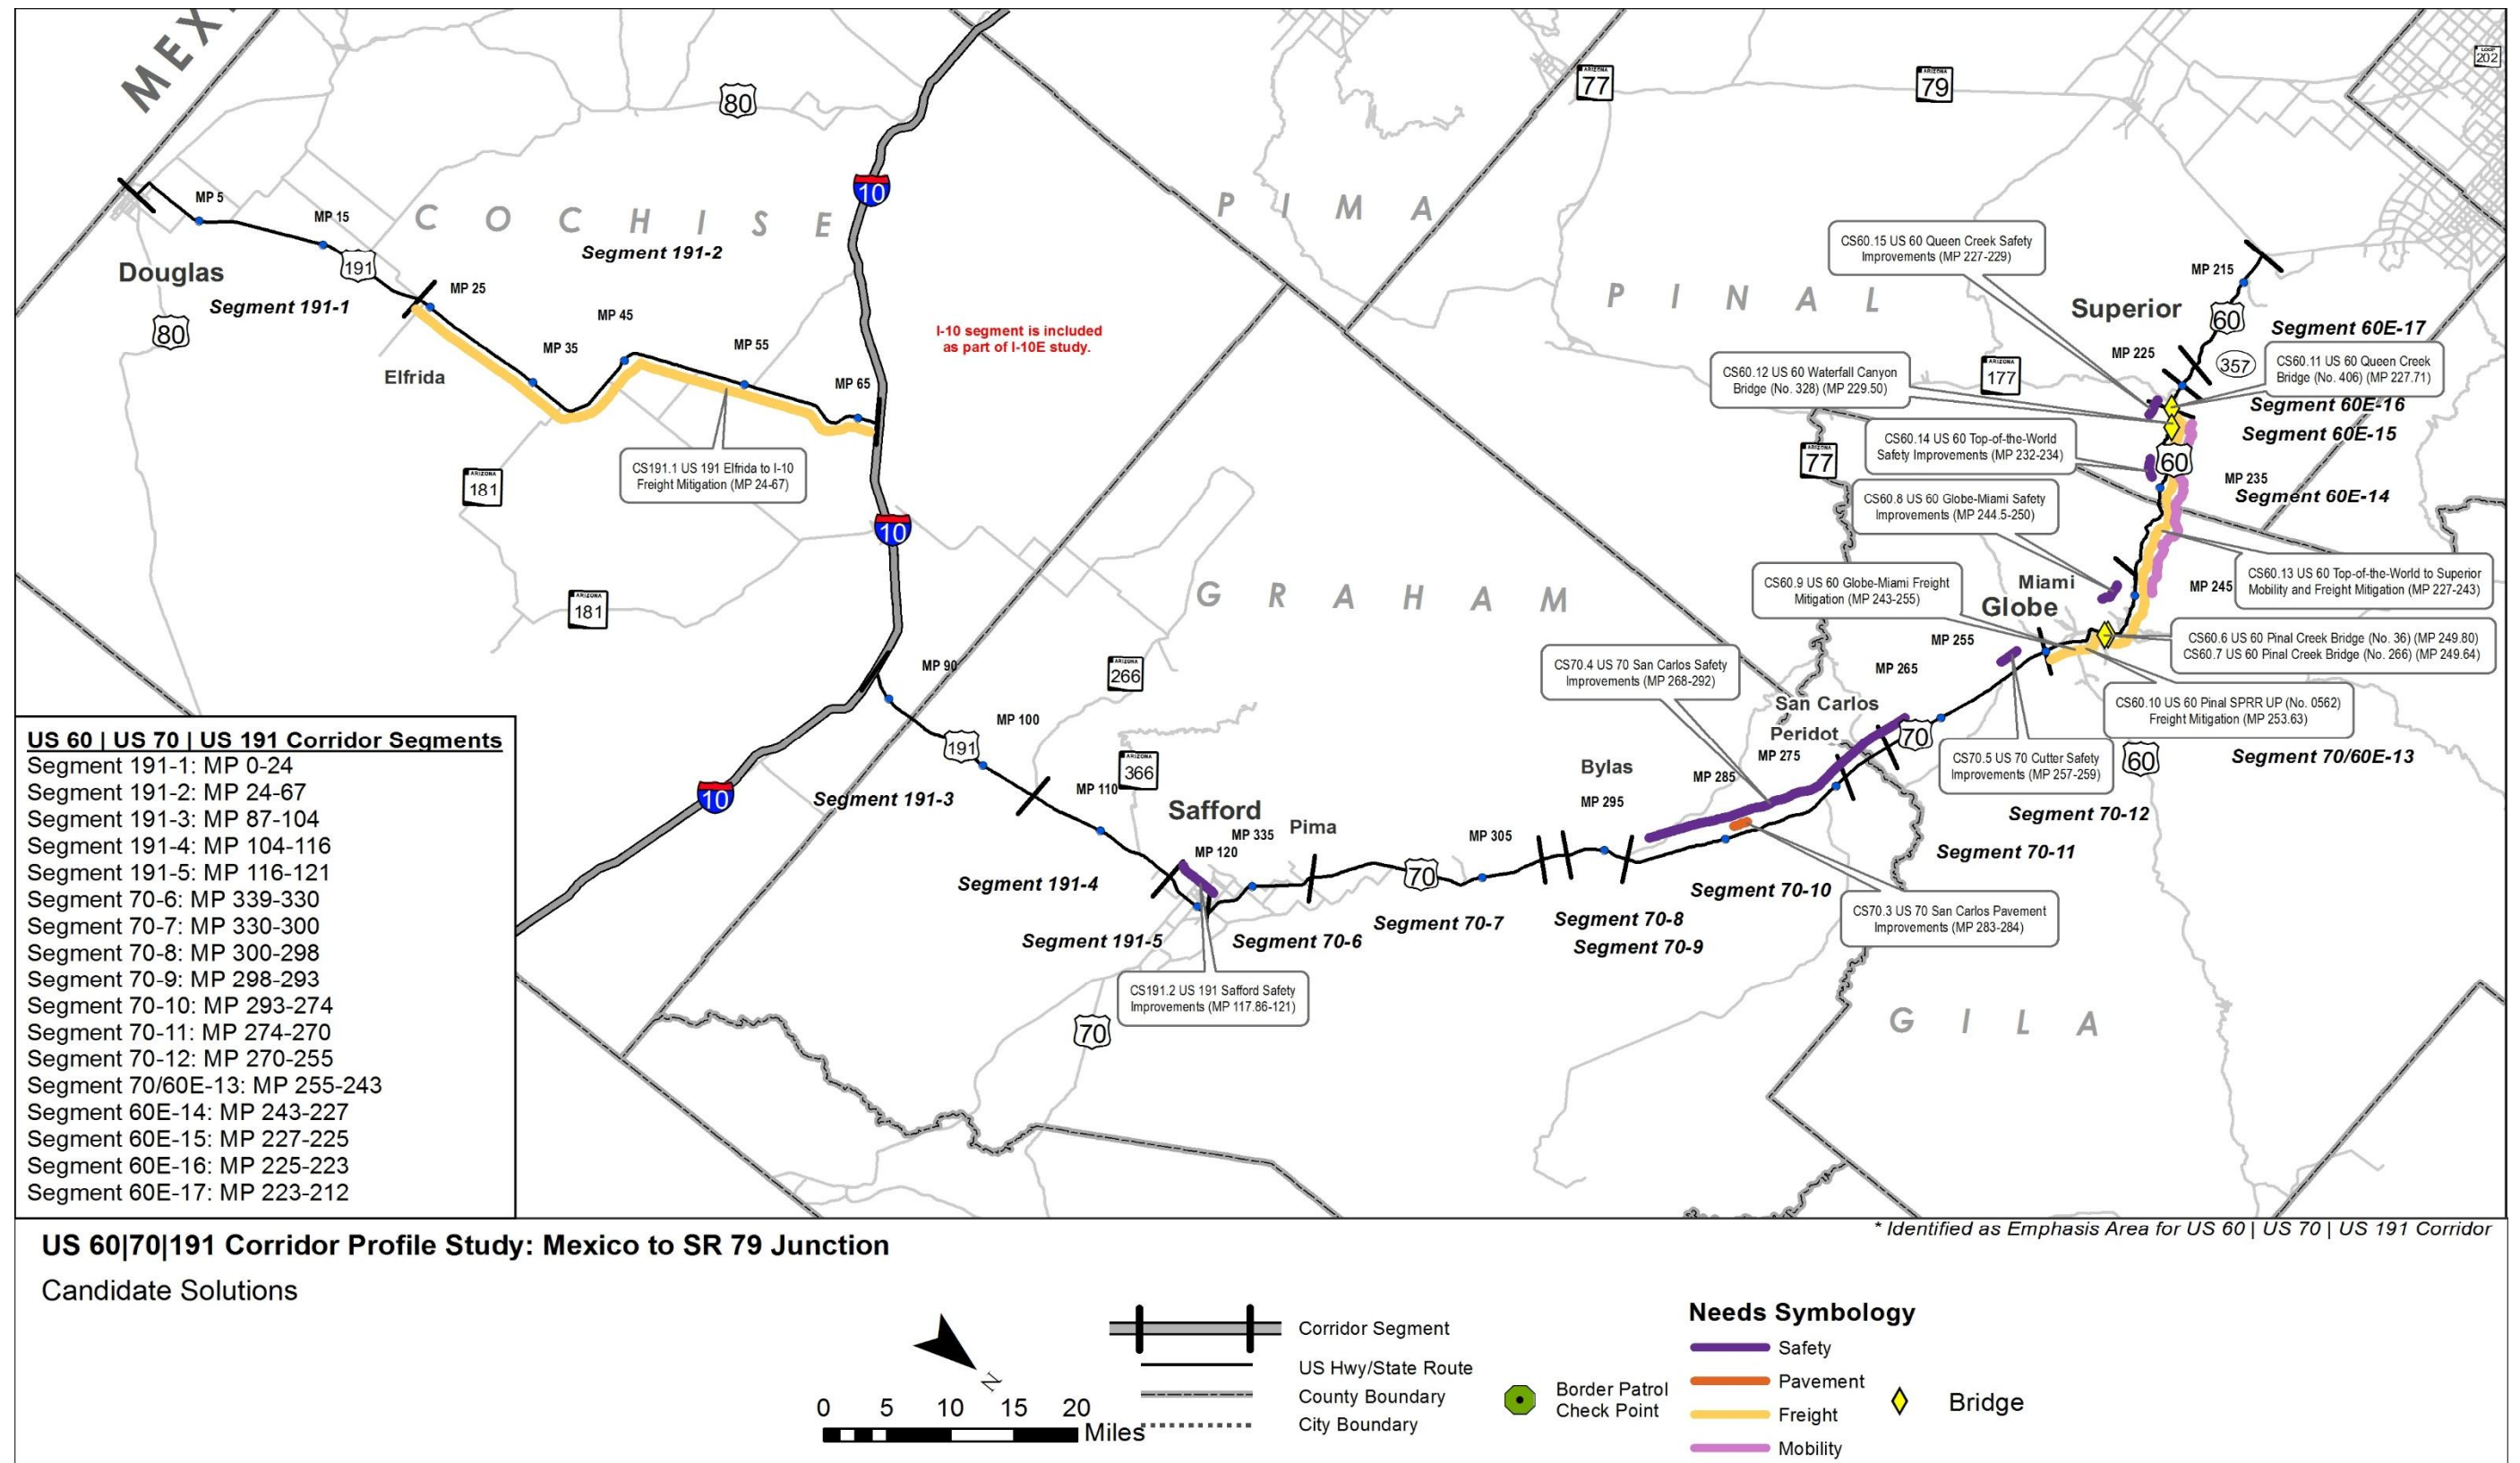 MEXI
80
10
ARIZONA
77
ARIZONA
79
LOOP
202
MP 5
MP 15
COCHISE
PIMA
Segment 191-2
191
Douglas
MP 25
Segment 191-1
80
MP 45
MP 35
MP 55
Elfrida
MP 65
I-10 segment is included
as part of I-10E study.
CS191.1 US 191 Elfrida to I-10
Freight Mitigation (MP 24-67)
ARIZONA
181
10
ARIZONA
181
CS60.15 US 60 Queen Creek Safety
Improvements (MP 227-229)
PINAL
MP 215
Superior
60
Segment 60E-17
MP 225
357
CS60.11 US 60 Queen Creek
Bridge (No. 406) (MP 227.71)
CS60.12 US 60 Waterfall Canyon
Bridge (No. 328) (MP 229.50)
ARIZONA
177
Segment 60E-16
Segment 60E-15
CS60.14 US 60 Top-of-the-World
Safety Improvements (MP 232-234)
ARIZONA
77
60
MP 235
Segment 60E-14
CS60.8 US 60 Globe-Miami Safety
Improvements (MP 244.5-250)
GRAHAM
CS60.9 US 60 Globe-Miami Freight
Mitigation (MP 243-255)
Miami
Globe
MP 245
CS60.13 US 60 Top-of-the-World to Superior
Mobility and Freight Mitigation (MP 227-243)
CS60.6 US 60 Pinal Creek Bridge (No. 36) (MP 249.80)
CS60.7 US 60 Pinal Creek Bridge (No. 266) (MP 249.64)
MP 255
MP 265
CS70.4 US 70 San Carlos Safety
Improvements (MP 268-292)
CS60.10 US 60 Pinal SPRR UP (No. 0562)
Freight Mitigation (MP 253.63)
San Carlos
Peridot
70
MP 275
CS70.5 US 70 Cutter Safety
Improvements (MP 257-259)
60
Segment 70/60E-13
MP 90
ARIZONA
266
MP 100
191
ARIZONA
366
MP 110
10
Segment 191-3
Safford
MP 335
Pima
MP 120
Bylas
MP 285
MP 295
MP 305
Segment 70-12
Segment 70-11
Segment 191-4
70
Segment 70-10
CS70.3 US 70 San Carlos Pavement
Improvements (MP 283-284)
Segment 191-5
Segment 70-6
Segment 70-7
Segment 70-8
Segment 70-9
CS191.2 US 191 Safford Safety
Improvements (MP 117.86-121)
70
GILA
US 60 | US 70 | US 191 Corridor Segments
Segment 191-1: MP 0-24
Segment 191-2: MP 24-67
Segment 191-3: MP 87-104
Segment 191-4: MP 104-116
Segment 191-5: MP 116-121
Segment 70-6: MP 339-330
Segment 70-7: MP 330-300
Segment 70-8: MP 300-298
Segment 70-9: MP 298-293
Segment 70-10: MP 293-274
Segment 70-11: MP 274-270
Segment 70-12: MP 270-255
Segment 70/60E-13: MP 255-243
Segment 60E-14: MP 243-227
Segment 60E-15: MP 227-225
Segment 60E-16: MP 225-223
Segment 60E-17: MP 223-212
* Identified as Emphasis Area for US 60 | US 70 | US 191 Corridor
US 60|70|191 Corridor Profile Study: Mexico to SR 79 Junction
Candidate Solutions
N
0 5 10 15 20
Miles
Corridor Segment
US Hwy/State Route
County Boundary
City Boundary
Border Patrol
Check Point
Needs Symbology
Safety
Pavement
Freight
Mobility
Bridge